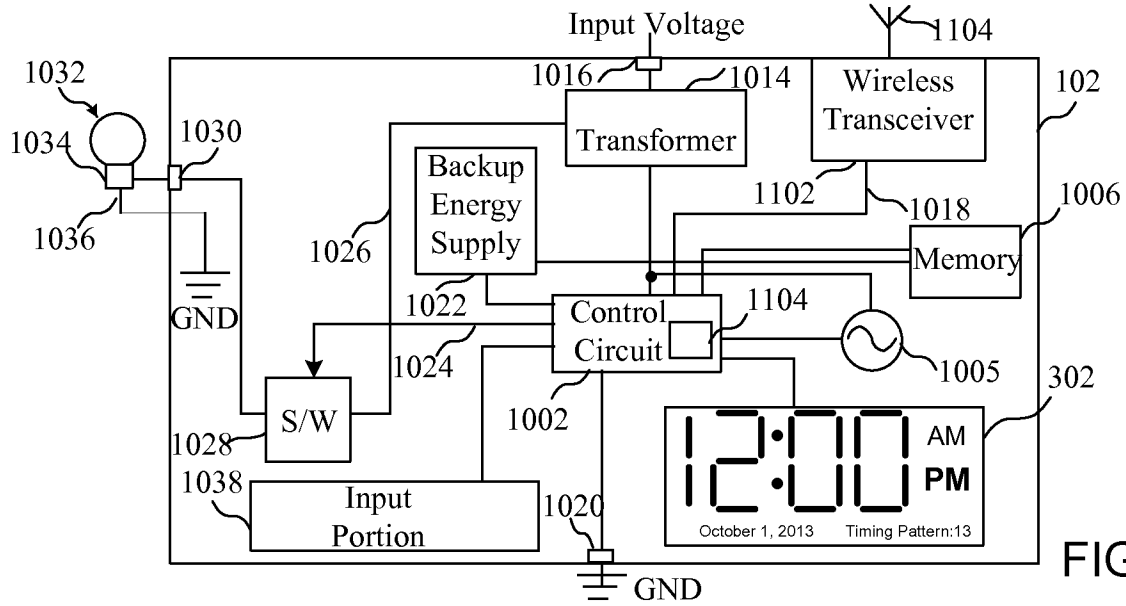 Input Voltage
1104
1032
1016
1014
Wireless
Transceiver
102
1034
1030
Transformer
Backup
Energy
Supply
1102
1018
1006
1036
1026
Memory
GND
1022
Control
Circuit
1104
1024
1005
S/W
1002
302
1028
12:00
AM
PM
1038
Input
Portion
1020
October 1, 2013
Timing Pattern:13
GND
FIG